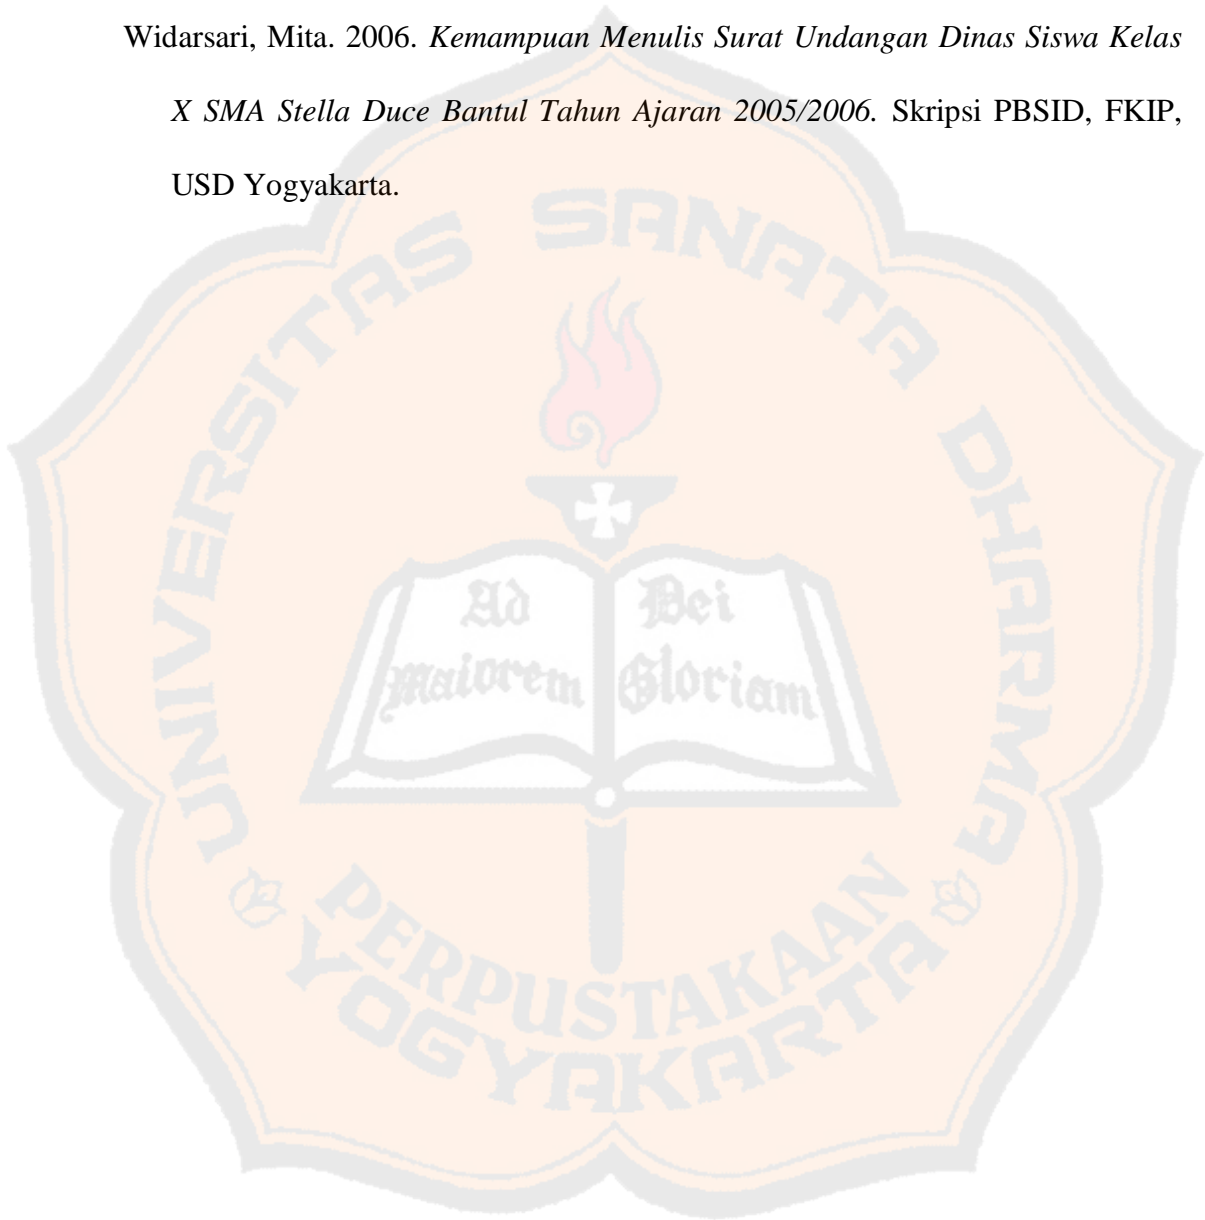 Widarsari, Mita. 2006. Kemampuan Menulis Surat Undangan Dinas Siswa Kelas
X SMA Stella Duce Bantul Tahun Ajaran 2005/2006. Skripsi PBSID, FKIP,
USD Yogyakarta.
UNIVERSITAS SANATA DHARMA
Ad Dei
Maiorem Gloriam
PERPUSTAKAAN
YOGYAKARTA